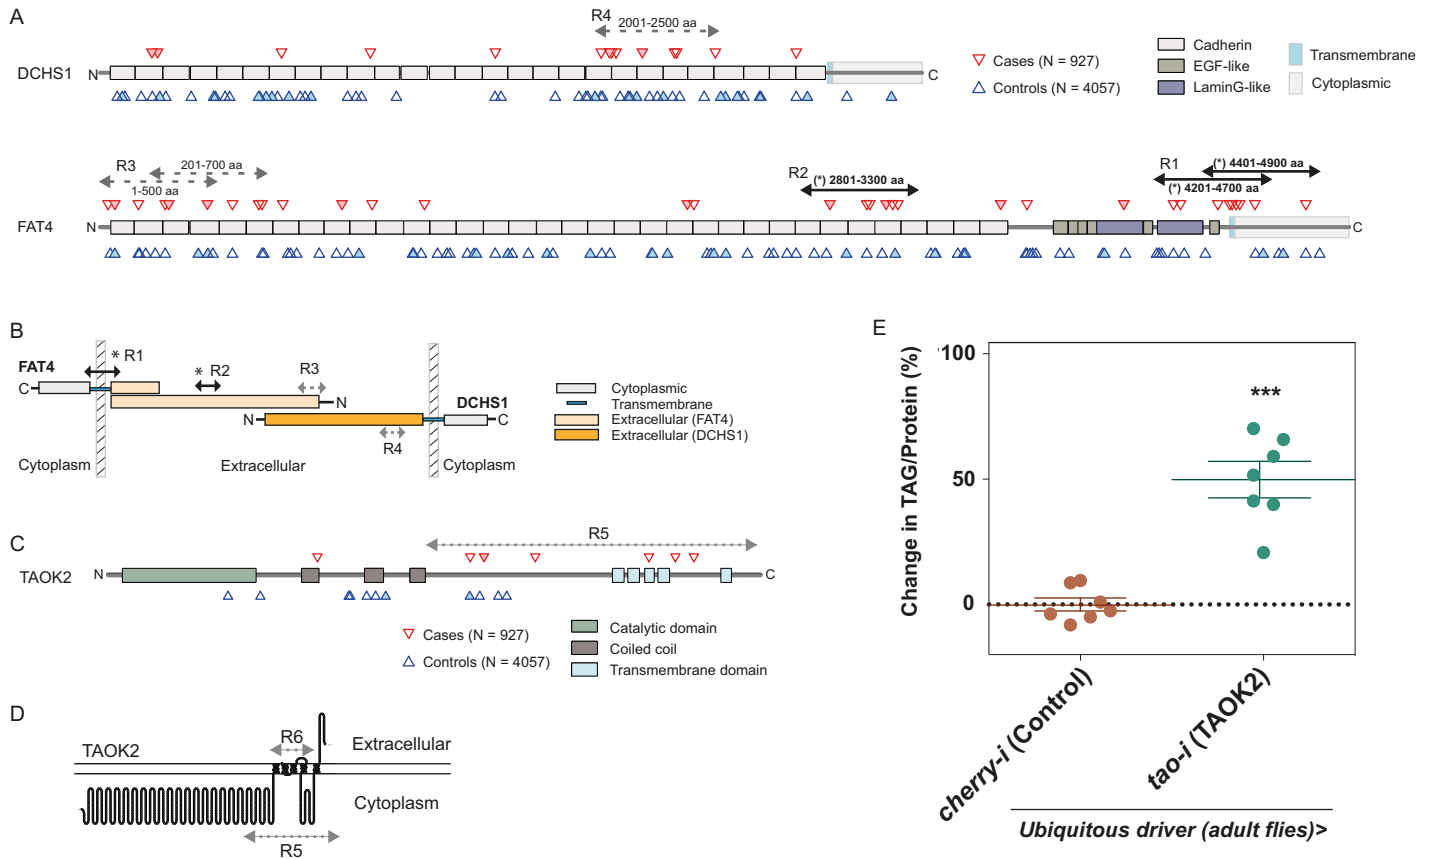 A
R4
2001-2500 aa
DCHS1
N
C
Cases (N = 927)
Controls (N = 4057)
Cadherin
EGF-like
LaminG-like
Transmembrane
Cytoplasmic
R3
201-700 aa
1-500 aa
R2
(*) 2801-3300 aa
R1
(*) 4401-4900 aa
(*) 4201-4700 aa
FAT4
N
C
B
FAT4
* R1
* R2
R3
C
N
DCHS1
N
C
R4
Cytoplasm
Extracellular
Cytoplasm
Cytoplasmic
Transmembrane
Extracellular (FAT4)
Extracellular (DCHS1)
C
R5
TAOK2
N
C
Cases (N = 927)
Controls (N = 4057)
Catalytic domain
Coiled coil
Transmembrane domain
D
TAOK2
R6
Extracellular
Cytoplasm
R5
E
Change in TAG/Protein (%)
100
50
0
***
cherry-i (Control)
tao-i (TAOK2)
Ubiquitous driver (adult flies)>